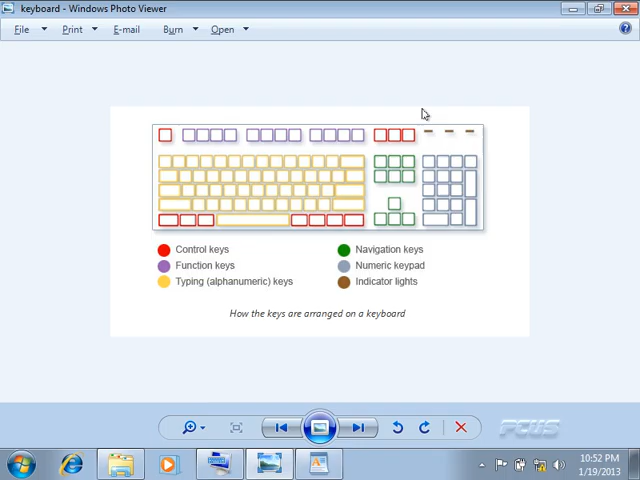 keyboard - Windows Photo Viewer
File Print E-mail Burn Open
Control keys
Navigation keys
Function keys
Numeric keypad
Typing (alphanumeric) keys
Indicator lights
How the keys are arranged on a keyboard
10:52 PM
1/19/2013